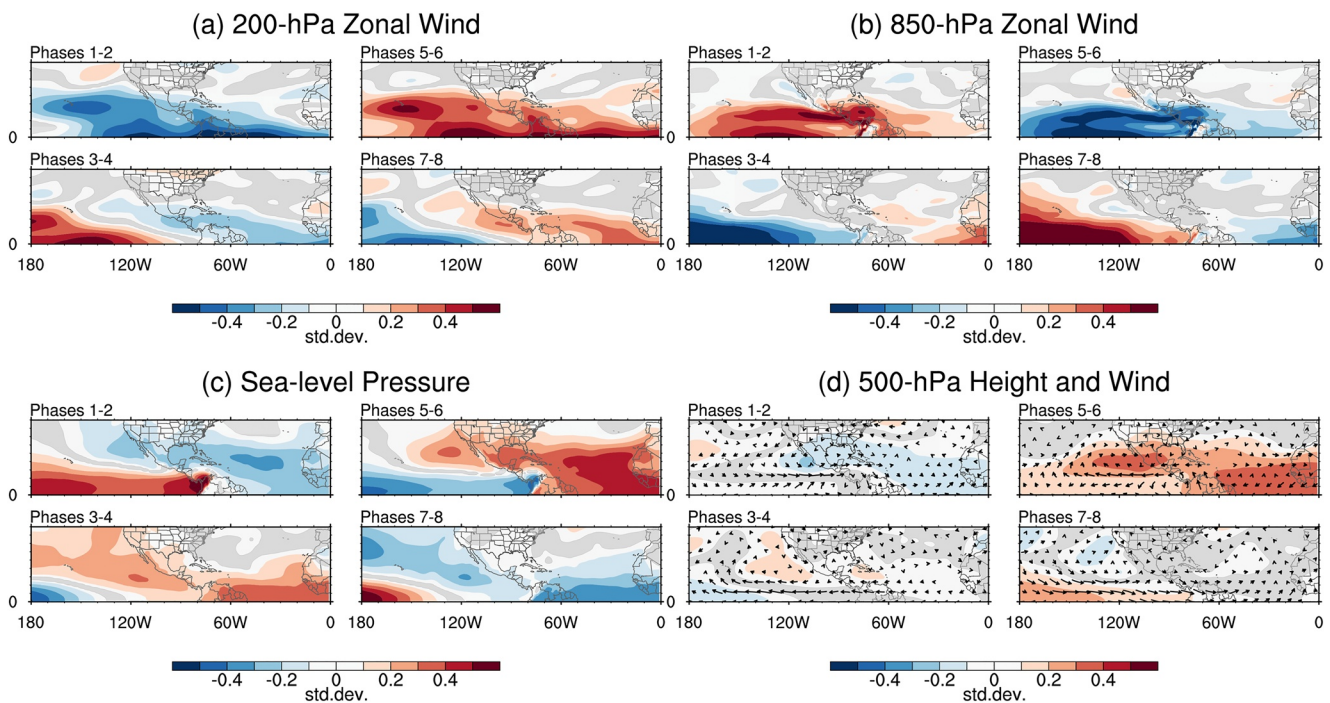 (a) 200-hPa Zonal Wind
Phases 1-2
Phases 5-6
0
Phases 3-4
Phases 7-8
0
180 120W 60W 180 120W 60W 0
-0.4 -0.2 0 0.2 0.4
std.dev.
(b) 850-hPa Zonal Wind
Phases 1-2
Phases 5-6
0
Phases 3-4
Phases 7-8
0
180 120W 60W 180 120W 60W 0
-0.4 -0.2 0 0.2 0.4
std.dev.
(c) Sea-level Pressure
Phases 1-2
Phases 5-6
0
Phases 3-4
Phases 7-8
0
180 120W 60W 180 120W 60W 0
-0.4 -0.2 0 0.2 0.4
std.dev.
(d) 500-hPa Height and Wind
Phases 1-2
Phases 5-6
0
Phases 3-4
Phases 7-8
0
180 120W 60W 180 120W 60W 0
-0.4 -0.2 0 0.2 0.4
std.dev.